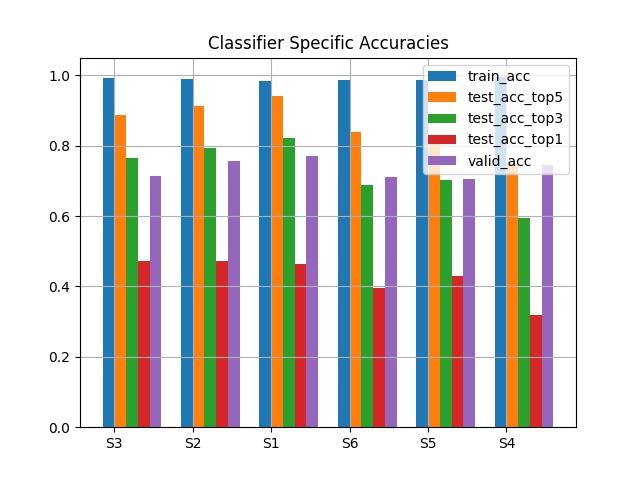 Classifier Specific Accuracies
train_acc
test_acc_top5
test_acc_top3
test_acc_top1
valid_acc
1.0
0.8
0.6
0.4
0.2
0.0
S3 S2 S1 S6 S5 S4